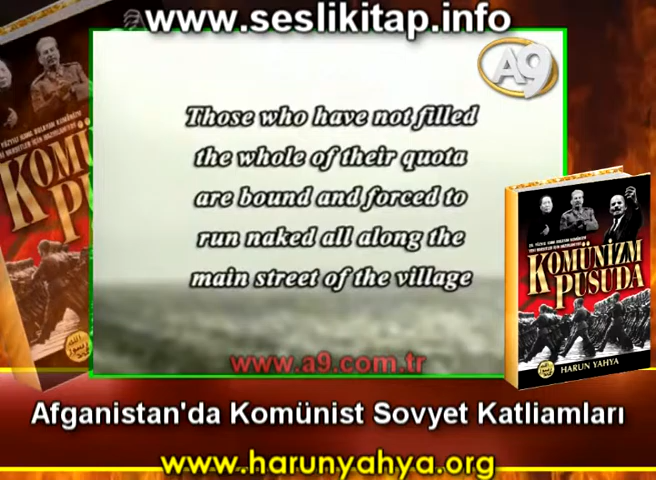 www.seslikitap.info
A9
Those who have not filled
the whole of their quota
are bound and forced to
run naked all along the
main street of the village
www.a9.com.tr
KOMÜNİZM
PUSUDA
HARUN YAHYA
Afganistan'da Komünist Sovyet Katliamları
www.harunyahya.org